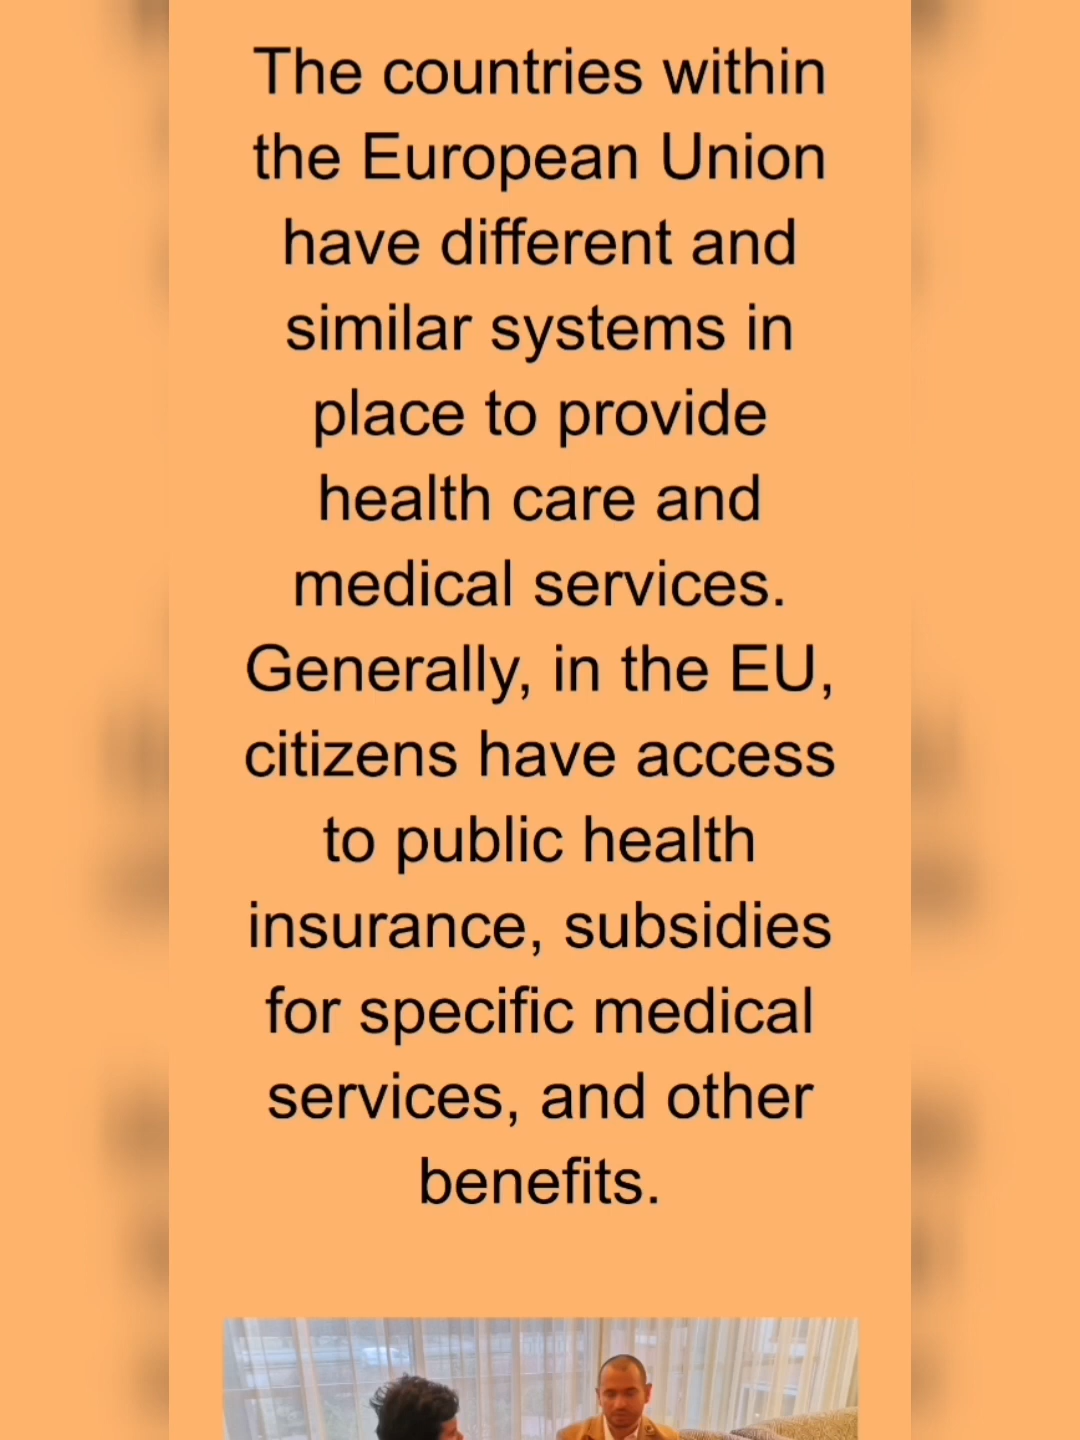 The countries within
the European Union
have different and
similar systems in
place to provide
health care and
medical services.
Generally, in the EU,
citizens have access
to public health
insurance, subsidies
for specific medical
services, and other
benefits.